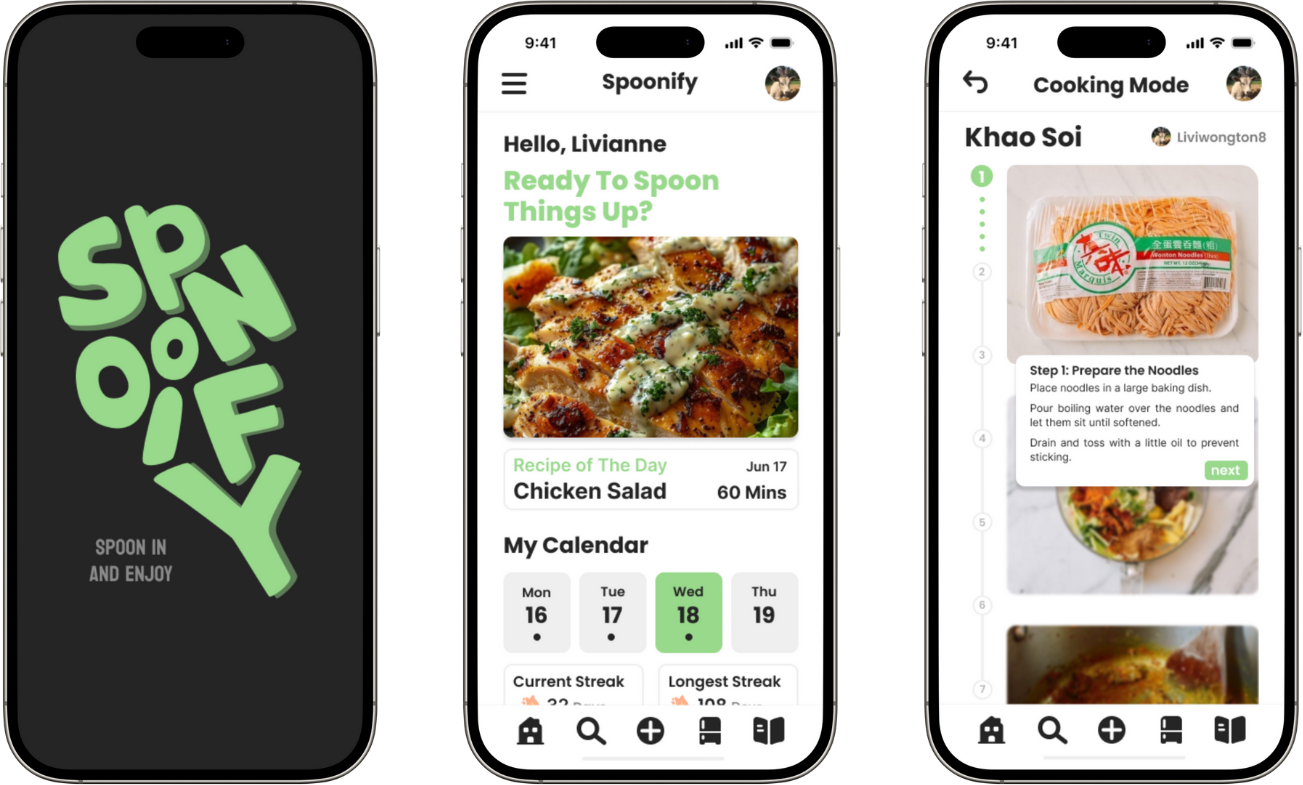 SPOONIFY
SPOON IN
AND ENJOY
9:41
Spoonify
Hello, Livianne
Ready To Spoon
Things Up?
Recipe of The Day
Jun 17
Chicken Salad
60 Mins
My Calendar
Mon
Tue
Wed
Thu
16
17
18
19
Current Streak
Longest Streak
32 Days
108 Days
9:41
Cooking Mode
Khao Soi
Liviwongton8
1
2
3
4
5
6
7
Twin
Marquis
全蛋雲吞麵(粗)
Wonton Noodles
Step 1: Prepare the Noodles
Place noodles in a large baking dish.
Pour boiling water over the noodles and
let them sit until softened.
Drain and toss with a little oil to prevent
sticking.
next